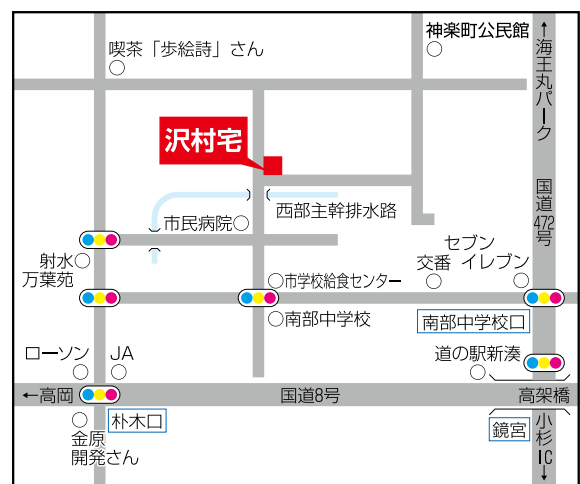 喫茶「歩絵詩」さん
神楽町公民館
↑海王丸パーク
沢村宅
国道472号
市民病院
西部主幹排水路
射水
万葉苑
セブン
イレブン
交番
市学校給食センター
南部中学校
南部中学校口
ローソン
JA
道の駅新湊
←高岡
国道8号
高架橋
朴木口
金原
開発さん
鏡宮
小杉IC↓